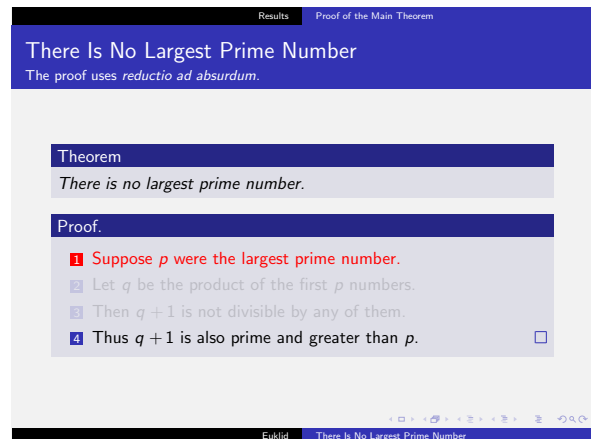 Results Proof of the Main Theorem
There Is No Largest Prime Number
The proof uses reductio ad absurdum.
Theorem
There is no largest prime number.
Proof.
1 Suppose p were the largest prime number.
2 Let q be the product of the first p numbers.
3 Then q + 1 is not divisible by any of them.
4 Thus q + 1 is also prime and greater than p.
Euklid There Is No Largest Prime Number